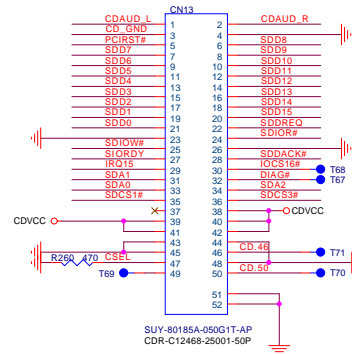 CN13
CDAUD_L 1 2 CDAUD_R
CD_GND 3 4
PCIRST# 5 6 SDD8
SDD7 7 8 SDD9
SDD6 9 10 SDD10
SDD5 11 12 SDD11
SDD4 13 14 SDD12
SDD3 15 16 SDD13
SDD2 17 18 SDD14
SDD1 19 20 SDD15
SDD0 21 22 SDDREQ
23 24 SDIOR#
SDIOW# 25 26
SIORDY 27 28 SDDACK#
IRQ15 29 30 IOCS16# T68
SDA1 31 32 DIAG# T67
SDA0 33 34 SDA2
SDCS1# 35 36 SDCS3#
37 38 CDVCC
CDVCC 39 40
41 42
43 44
45 46 CD.46 T71
R260 470 CSEL 47 48
T69 49 50 CD.50 T70
51
52
SUY-80185A-050G1T-AP
CDR-C12468-25001-50P